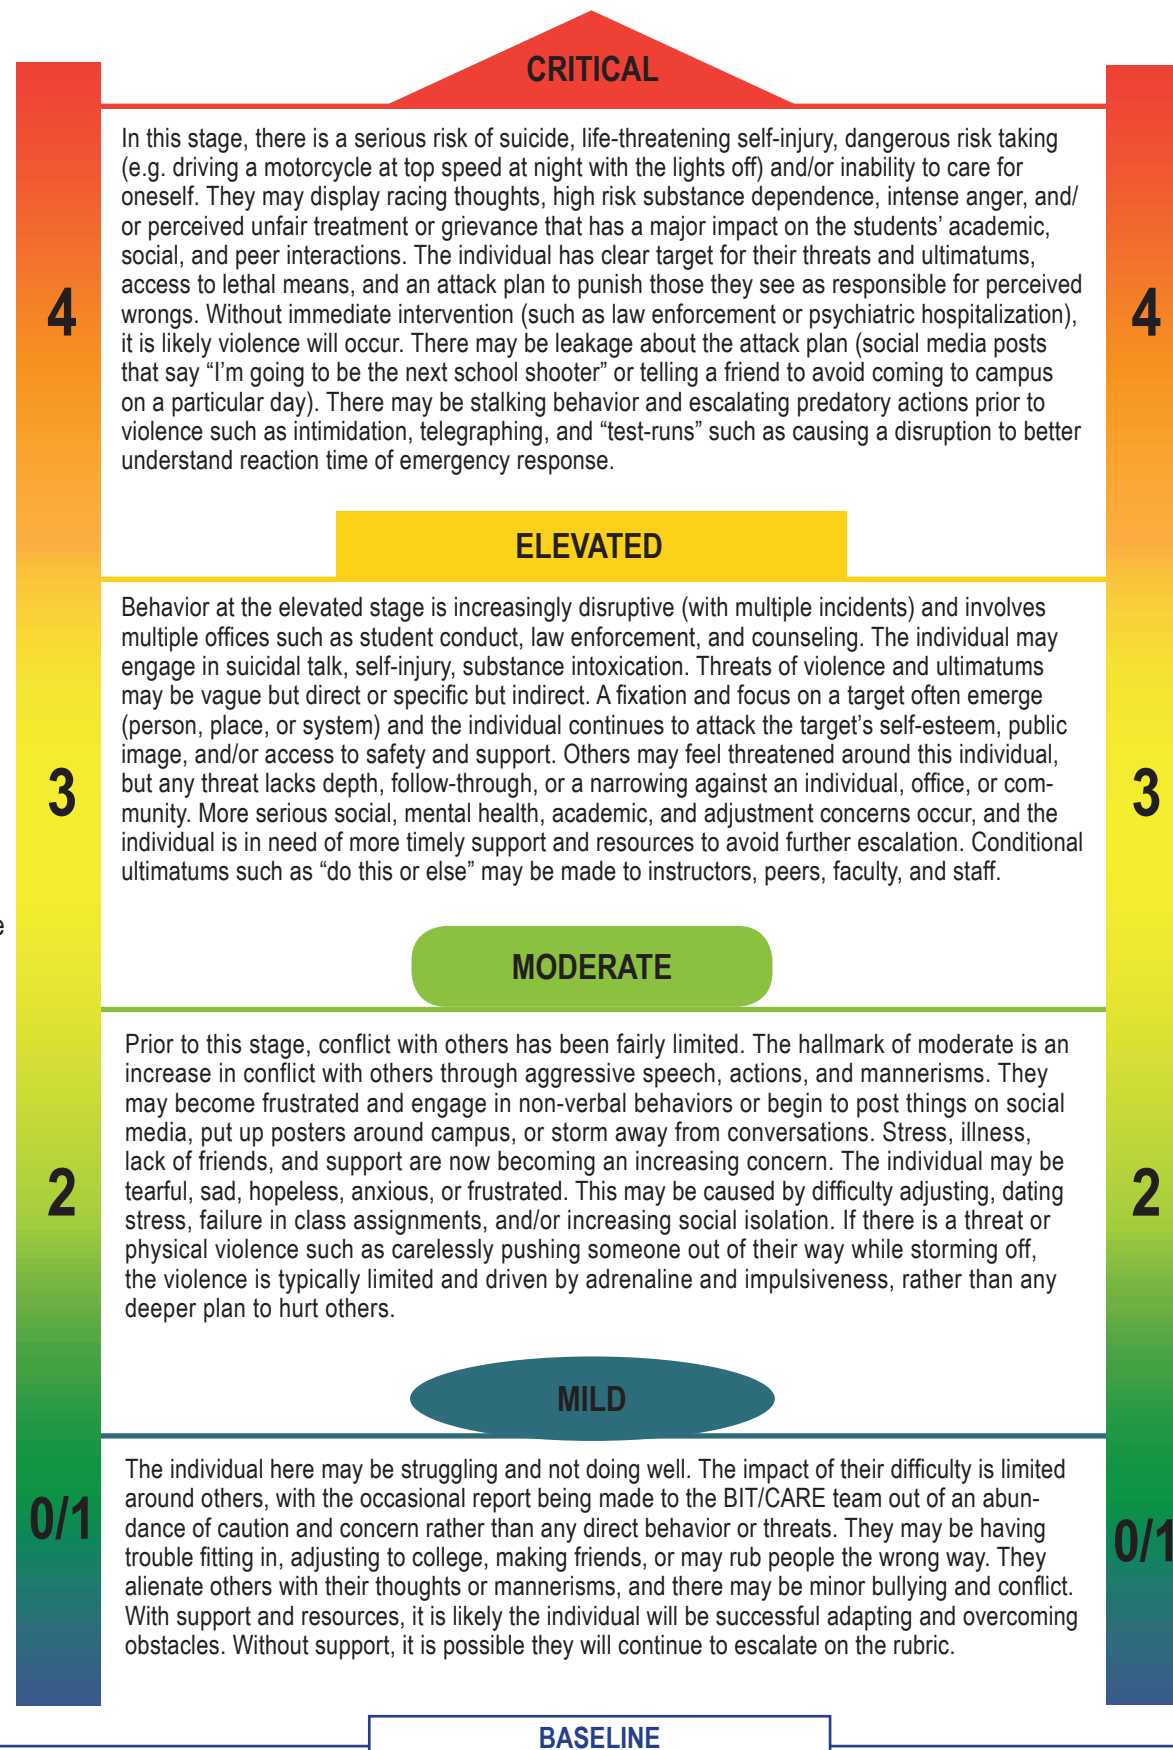 CRITICAL
In this stage, there is a serious risk of suicide, life-threatening self-injury, dangerous risk taking
(e.g. driving a motorcycle at top speed at night with the lights off) and/or inability to care for
oneself. They may display racing thoughts, high risk substance dependence, intense anger, and/
or perceived unfair treatment or grievance that has a major impact on the students’ academic,
social, and peer interactions. The individual has clear target for their threats and ultimatums,
access to lethal means, and an attack plan to punish those they see as responsible for perceived
wrongs. Without immediate intervention (such as law enforcement or psychiatric hospitalization),
it is likely violence will occur. There may be leakage about the attack plan (social media posts
that say “I’m going to be the next school shooter” or telling a friend to avoid coming to campus
on a particular day). There may be stalking behavior and escalating predatory actions prior to
violence such as intimidation, telegraphing, and “test-runs” such as causing a disruption to better
understand reaction time of emergency response.
4
4
ELEVATED
Behavior at the elevated stage is increasingly disruptive (with multiple incidents) and involves
multiple offices such as student conduct, law enforcement, and counseling. The individual may
engage in suicidal talk, self-injury, substance intoxication. Threats of violence and ultimatums
may be vague but direct or specific but indirect. A fixation and focus on a target often emerge
(person, place, or system) and the individual continues to attack the target’s self-esteem, public
image, and/or access to safety and support. Others may feel threatened around this individual,
but any threat lacks depth, follow-through, or a narrowing against an individual, office, or com-
munity. More serious social, mental health, academic, and adjustment concerns occur, and the
individual is in need of more timely support and resources to avoid further escalation. Conditional
ultimatums such as “do this or else” may be made to instructors, peers, faculty, and staff.
3
3
e
MODERATE
Prior to this stage, conflict with others has been fairly limited. The hallmark of moderate is an
increase in conflict with others through aggressive speech, actions, and mannerisms. They
may become frustrated and engage in non-verbal behaviors or begin to post things on social
media, put up posters around campus, or storm away from conversations. Stress, illness,
lack of friends, and support are now becoming an increasing concern. The individual may be
tearful, sad, hopeless, anxious, or frustrated. This may be caused by difficulty adjusting, dating
stress, failure in class assignments, and/or increasing social isolation. If there is a threat or
physical violence such as carelessly pushing someone out of their way while storming off,
the violence is typically limited and driven by adrenaline and impulsiveness, rather than any
deeper plan to hurt others.
2
2
MILD
The individual here may be struggling and not doing well. The impact of their difficulty is limited
around others, with the occasional report being made to the BIT/CARE team out of an abun-
dance of caution and concern rather than any direct behavior or threats. They may be having
trouble fitting in, adjusting to college, making friends, or may rub people the wrong way. They
alienate others with their thoughts or mannerisms, and there may be minor bullying and conflict.
With support and resources, it is likely the individual will be successful adapting and overcoming
obstacles. Without support, it is possible they will continue to escalate on the rubric.
0/1
0/1
BASELINE